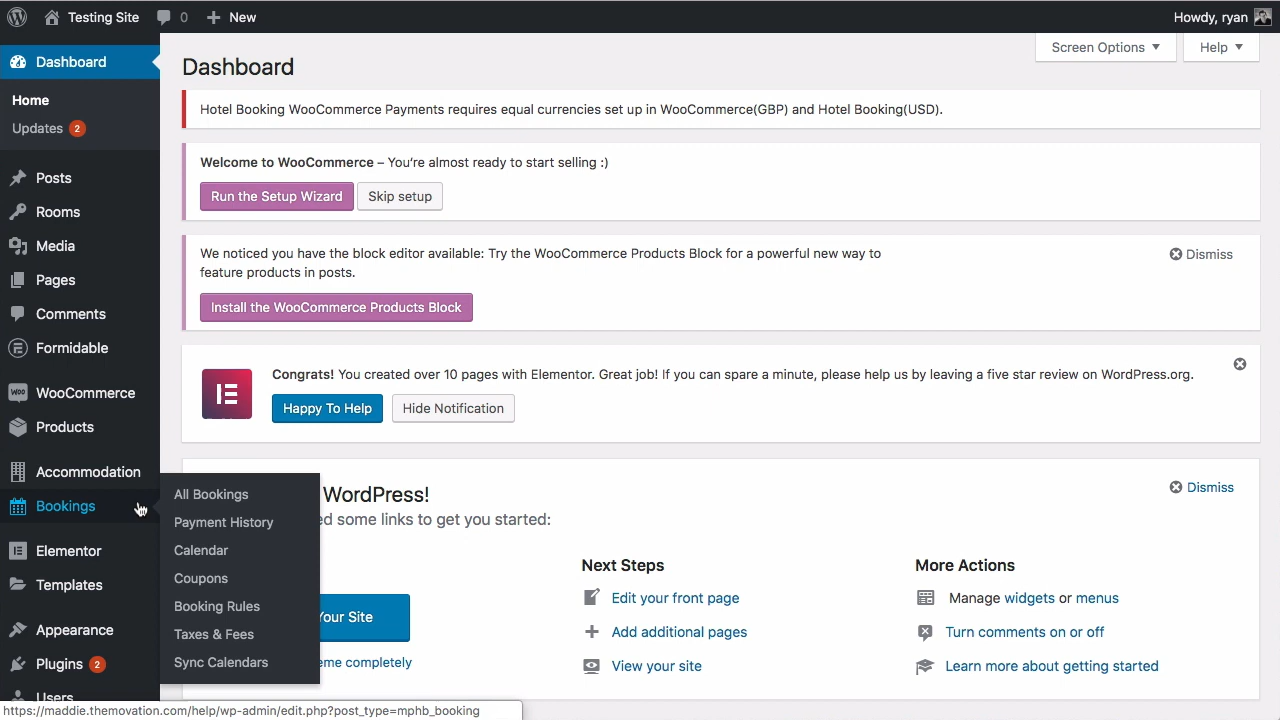 Testing Site
0
New
Howdy, ryan
Dashboard
Home
Updates 2
Posts
Rooms
Media
Pages
Comments
Formidable
WOO WooCommerce
Products
Accommodation
Bookings
Elementor
Templates
Appearance
Plugins 2
Users
All Bookings
Payment History
Calendar
Coupons
Booking Rules
Taxes & Fees
Sync Calendars
Screen Options
Help
Dashboard
Hotel Booking WooCommerce Payments requires equal currencies set up in WooCommerce(GBP) and Hotel Booking(USD).
Welcome to WooCommerce – You're almost ready to start selling :)
Run the Setup Wizard
Skip setup
We noticed you have the block editor available: Try the WooCommerce Products Block for a powerful new way to
feature products in posts.
Dismiss
Install the WooCommerce Products Block
Congrats! You created over 10 pages with Elementor. Great job! If you can spare a minute, please help us by leaving a five star review on WordPress.org.
Happy To Help
Hide Notification
WordPress!
Dismiss
some links to get you started:
Your Site
completely
Next Steps
Edit your front page
Add additional pages
View your site
More Actions
Manage widgets or menus
Turn comments on or off
Learn more about getting started
https://maddie.themovation.com/help/wp-admin/edit.php?post_type=mphb_booking